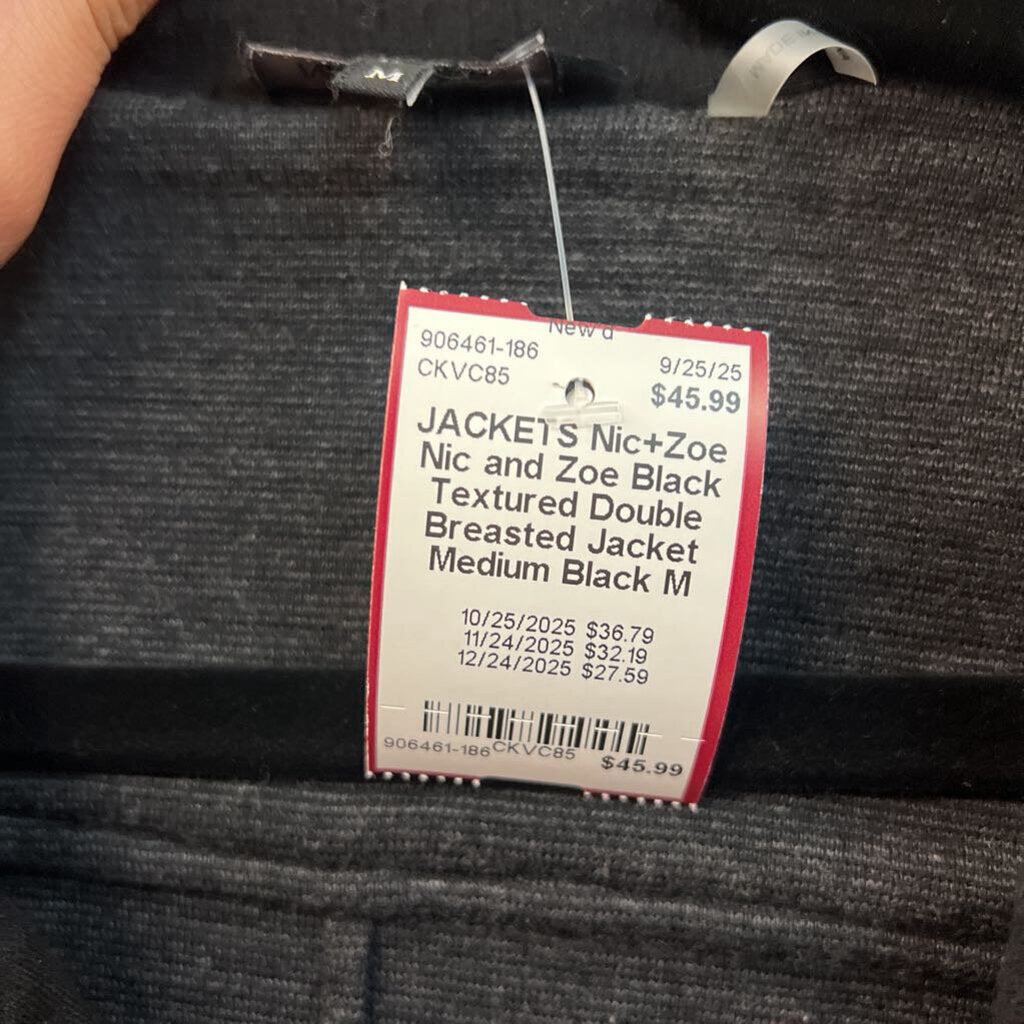 M
New
906461-186
9/25/25
CKVC85
$45.99
JACKETS Nic+Zoe
Nic and Zoe Black
Textured Double
Breasted Jacket
Medium Black M
10/25/2025 $36.79
11/24/2025 $32.19
12/24/2025 $27.59
906461-186 CKVC85 $45.99